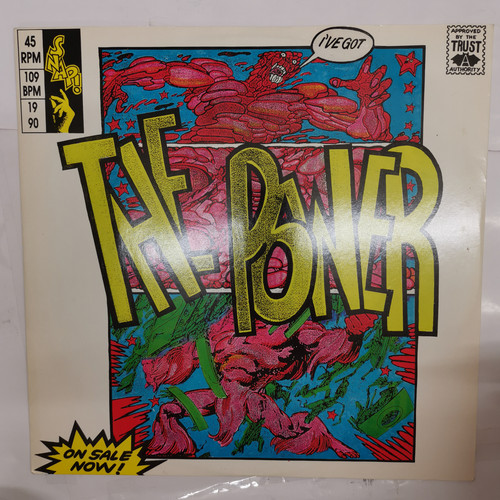 45
RPM
109
BPM
19
90
SNAP!
I'VE GOT
APPROVED
BY THE
TRUST
AUTHORITY
THE POWER
ON SALE
NOW!